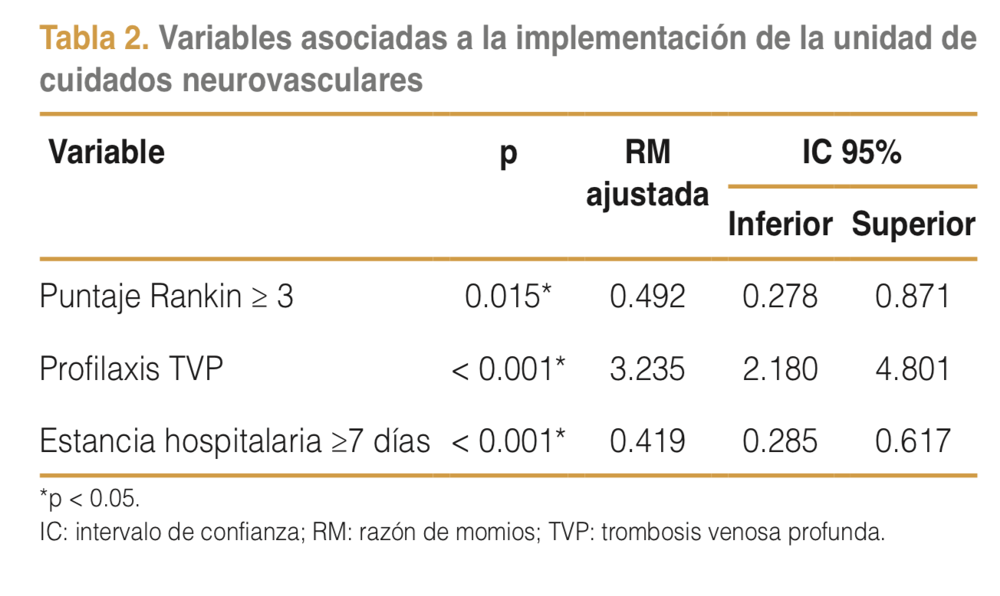 Tabla 2. Variables asociadas a la implementación de la unidad de
cuidados neurovasculares
Variable p RM ajustada IC 95%
Inferior Superior
Puntaje Rankin ≥ 3 0.015* 0.492 0.278 0.871
Profilaxis TVP < 0.001* 3.235 2.180 4.801
Estancia hospitalaria ≥7 días < 0.001* 0.419 0.285 0.617
*p < 0.05.
IC: intervalo de confianza; RM: razón de momios; TVP: trombosis venosa profunda.